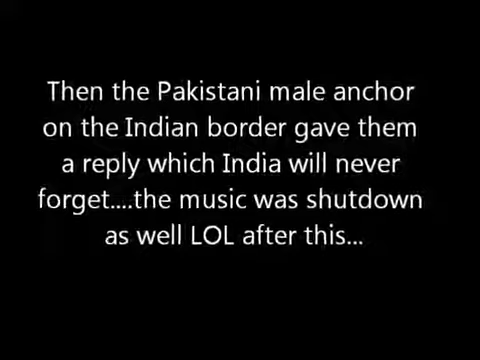 Then the Pakistani male anchor
on the Indian border gave them
a reply which India will never
forget....the music was shutdown
as well LOL after this...